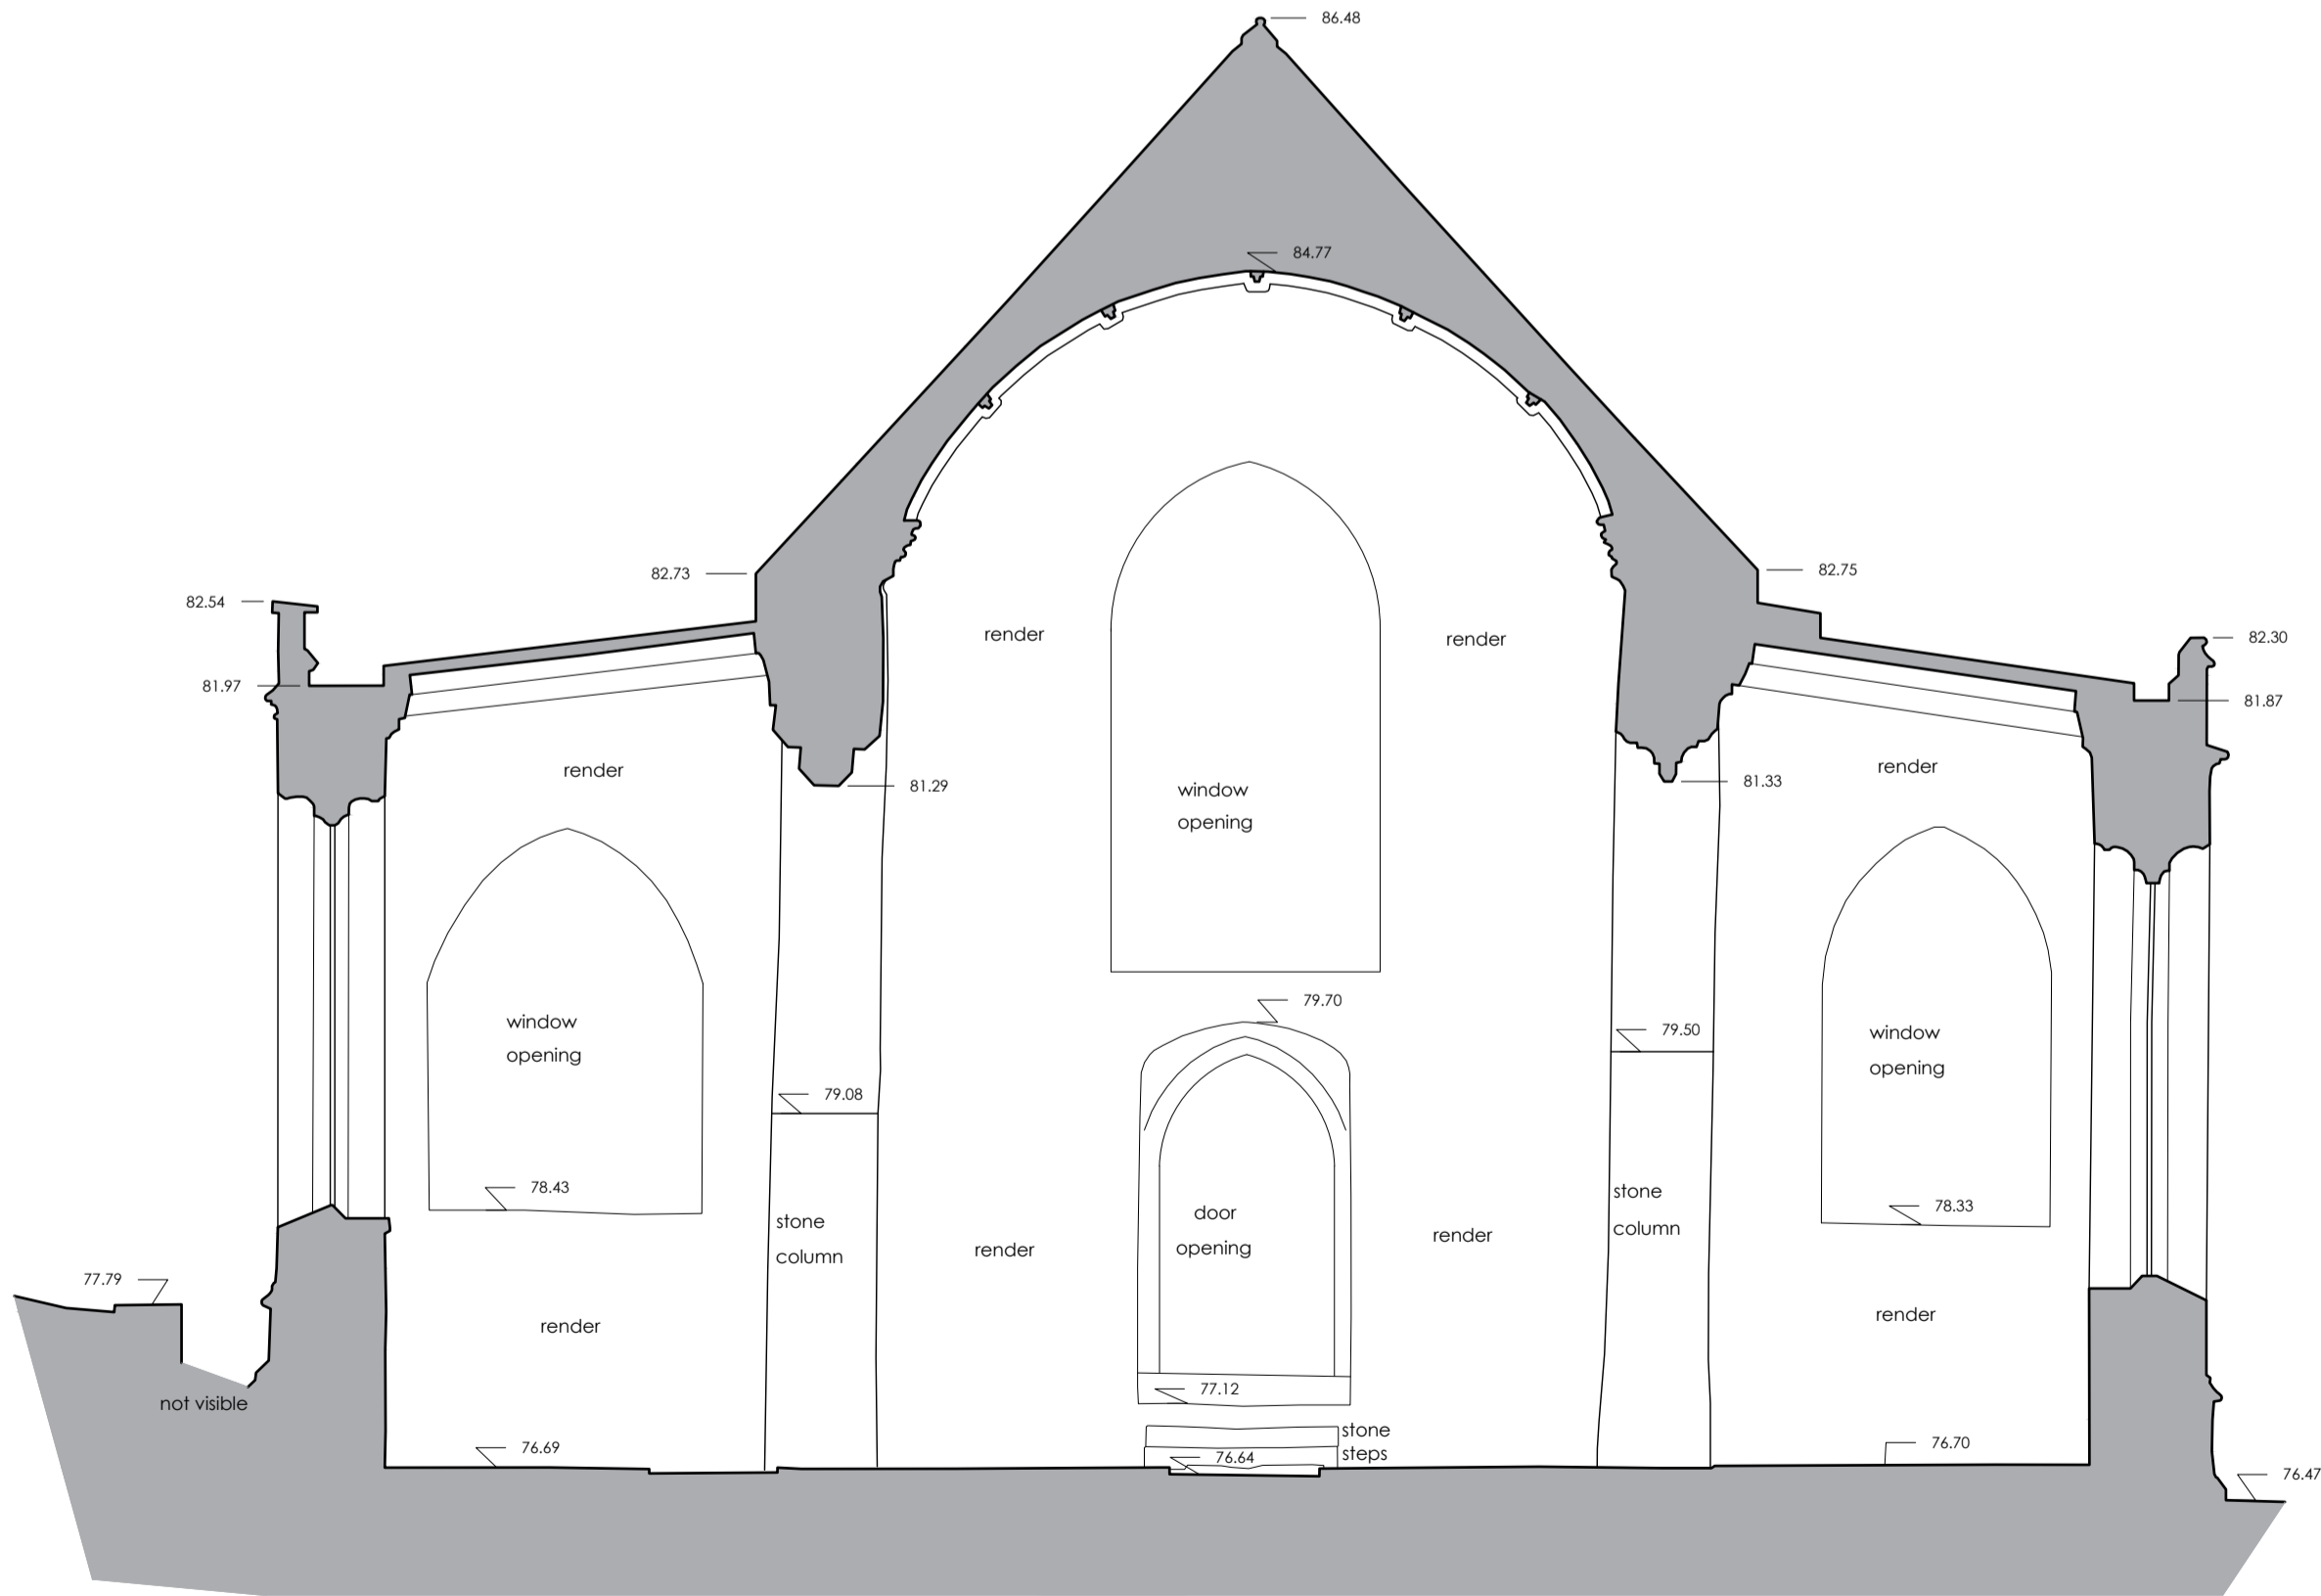 86.48
84.77
82.73
82.75
82.54
82.30
81.97
81.87
render
render
render
render
81.29
81.33
window
opening
79.70
window
opening
79.50
window
opening
79.08
78.43
78.33
stone
column
stone
column
door
opening
render
render
77.79
render
render
77.12
not visible
stone
steps
76.69
76.64
76.70
76.47